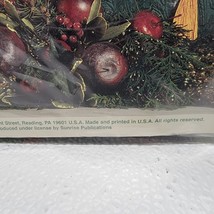 Street, Reading, PA 19601 U.S.A. Made and printed in U.S.A. All rights reserved.
duced under license by Sunrise Publications